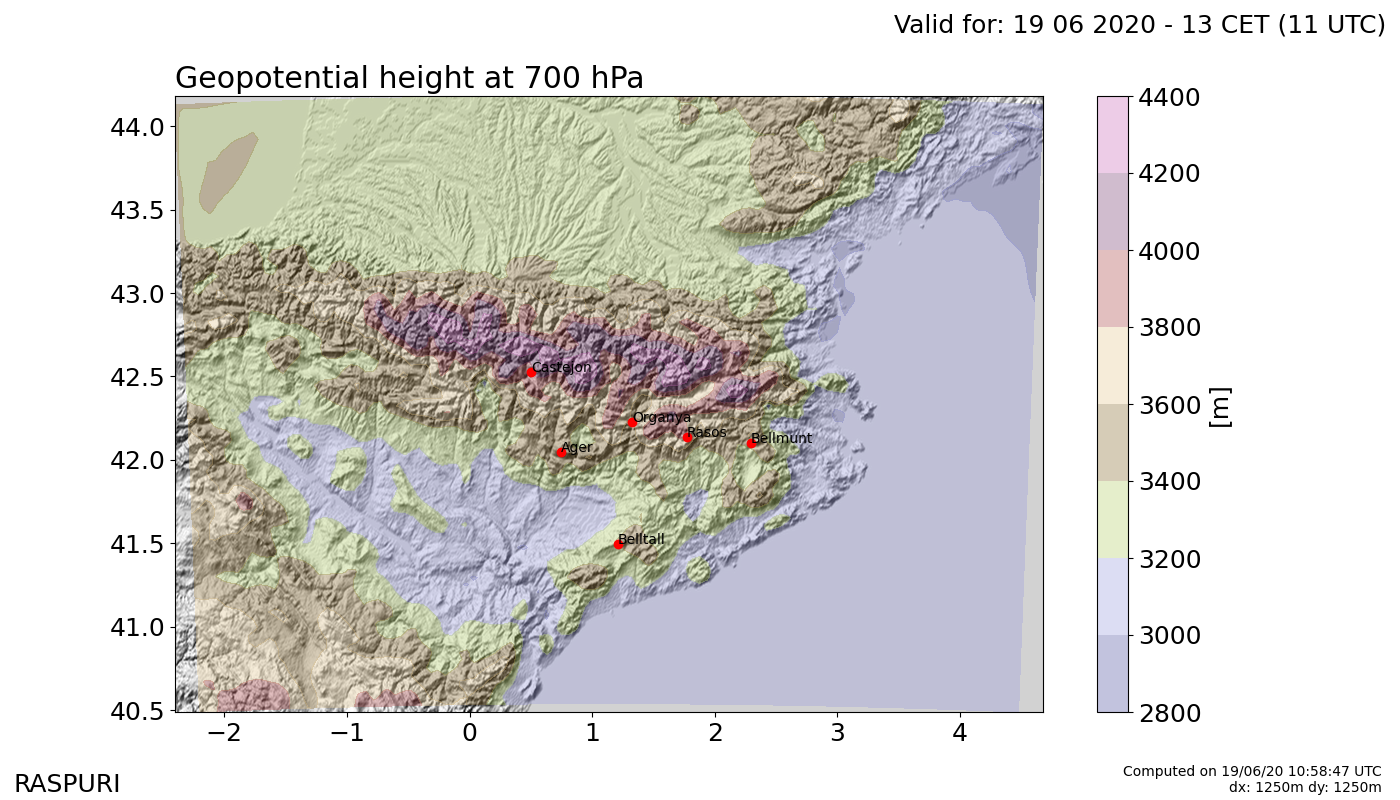 Valid for: 19 06 2020 - 13 CET (11 UTC)
Geopotential height at 700 hPa
44.0
43.5
43.0
42.5
42.0
41.5
41.0
40.5
−2
−1
0
1
2
3
4
Castejon
Organya
Rasos
Bellmunt
Ager
Belltall
4400
4200
4000
3800
3600
3400
3200
3000
2800
[m]
RASPURI
Computed on 19/06/20 10:58:47 UTC
dx: 1250m dy: 1250m